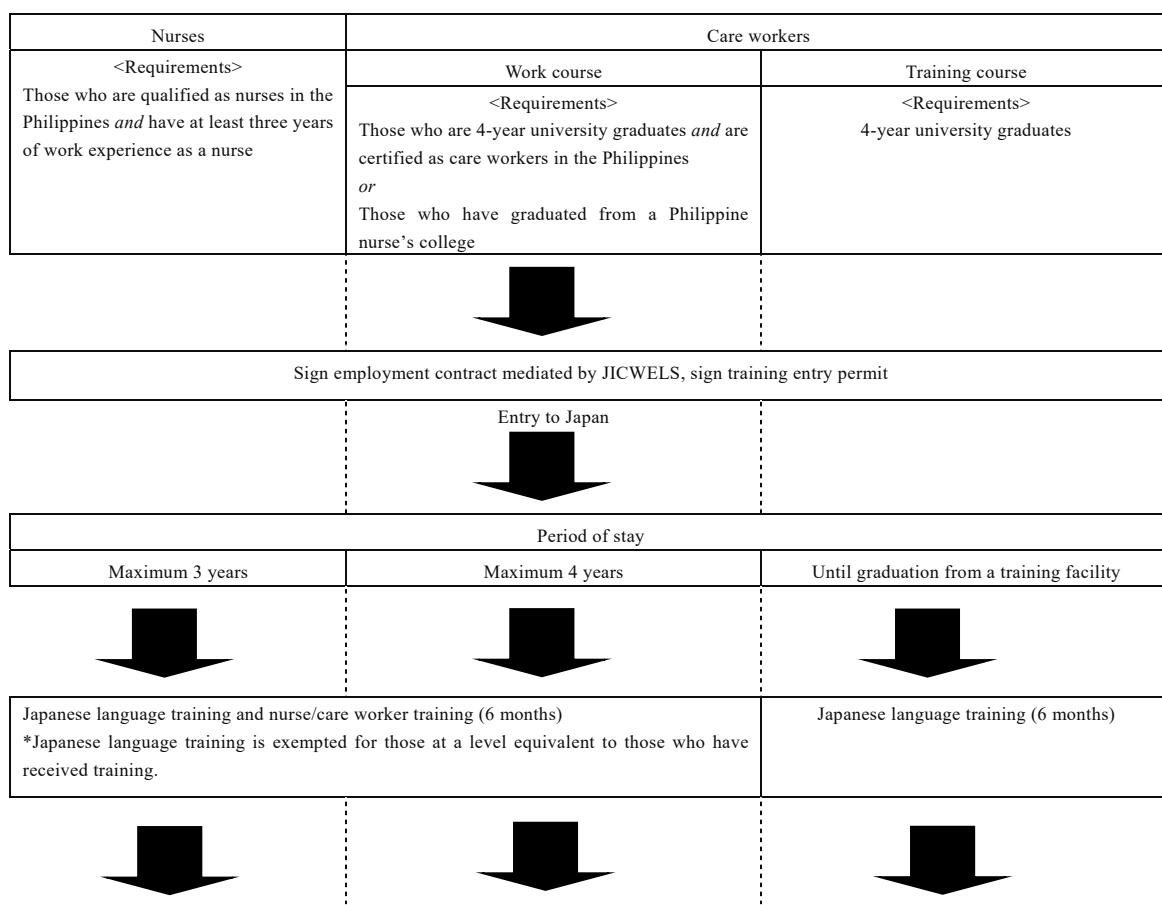 Nurses
Care workers
<Requirements>
Those who are qualified as nurses in the
Philippines and have at least three years
of work experience as a nurse
Work course
Training course
<Requirements>
Those who are 4-year university graduates and are
certified as care workers in the Philippines
or
Those who have graduated from a Philippine
nurse’s college
<Requirements>
4-year university graduates
Sign employment contract mediated by JICWELS, sign training entry permit
Entry to Japan
Period of stay
Maximum 3 years
Maximum 4 years
Until graduation from a training facility
Japanese language training and nurse/care worker training (6 months)
*Japanese language training is exempted for those at a level equivalent to those who have
received training.
Japanese language training (6 months)